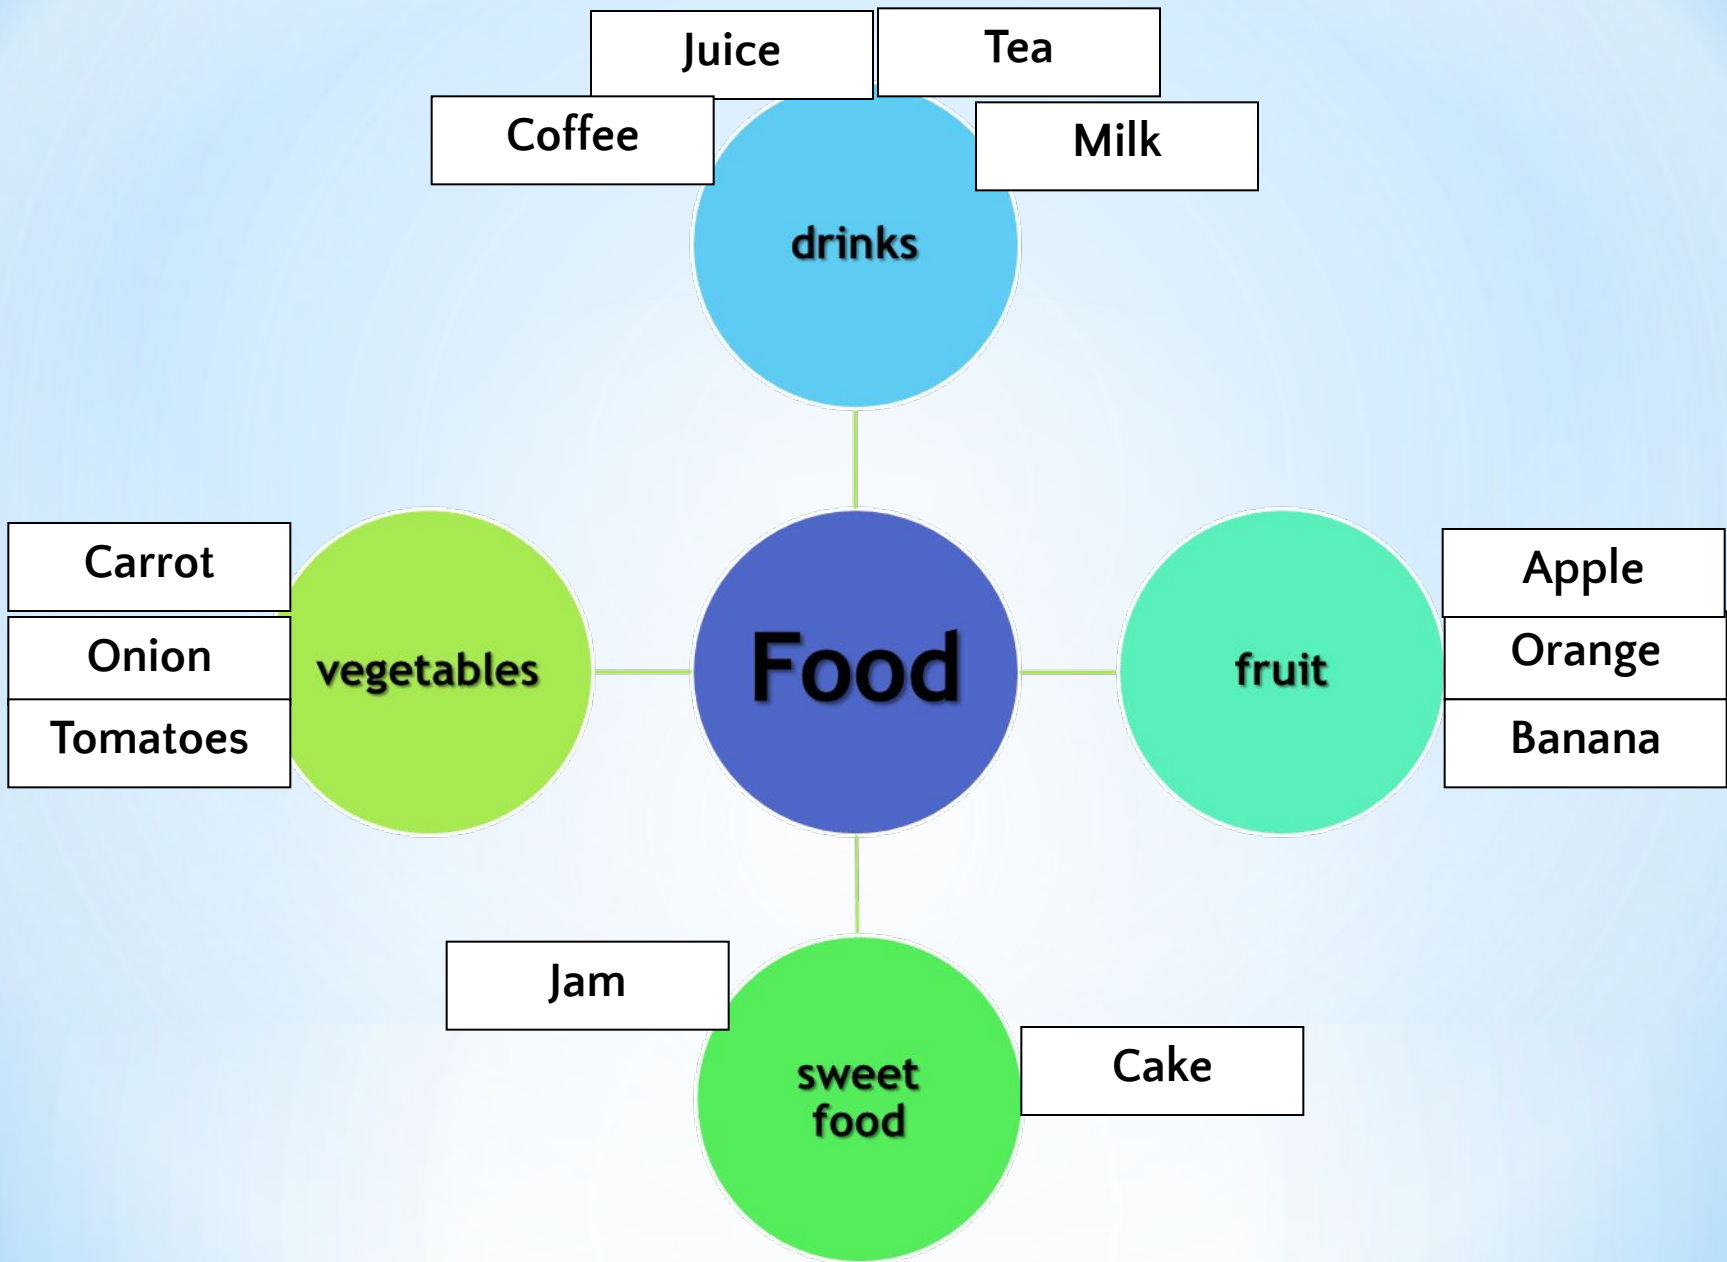 Juice
Tea
Coffee
Milk
drinks
Carrot
Onion
Tomatoes
vegetables
Food
fruit
Apple
Orange
Banana
Jam
sweet
food
Cake